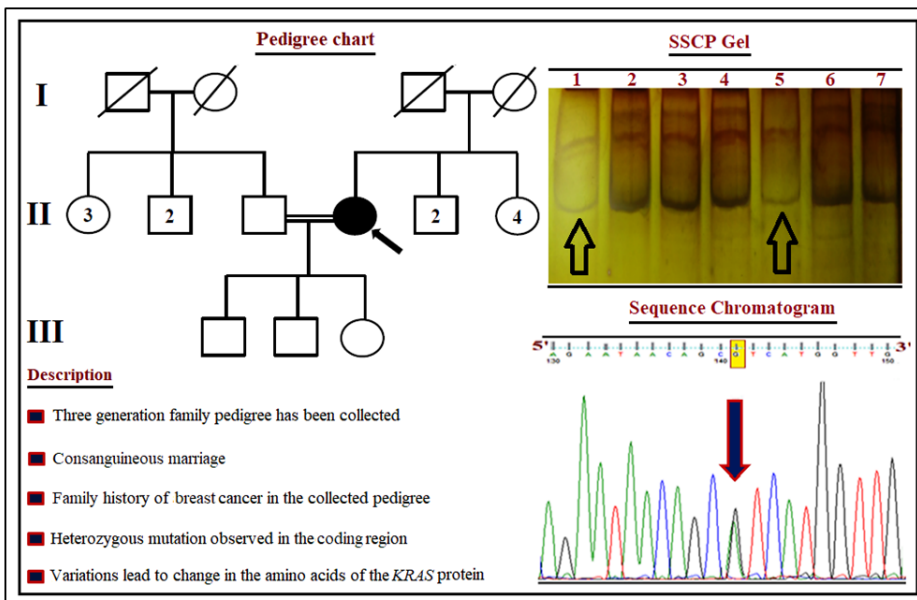 Pedigree chart
I
II
3
2
2
4
III
Description
Three generation family pedigree has been collected
Consanguineous marriage
Family history of breast cancer in the collected pedigree
Heterozygous mutation observed in the coding region
Variations lead to change in the amino acids of the KRAS protein
SSCP Gel
1 2 3 4 5 6 7
Sequence Chromatogram
5' 3'
A G A A T A A C A G C G T C A T G G T T G
130 140 150